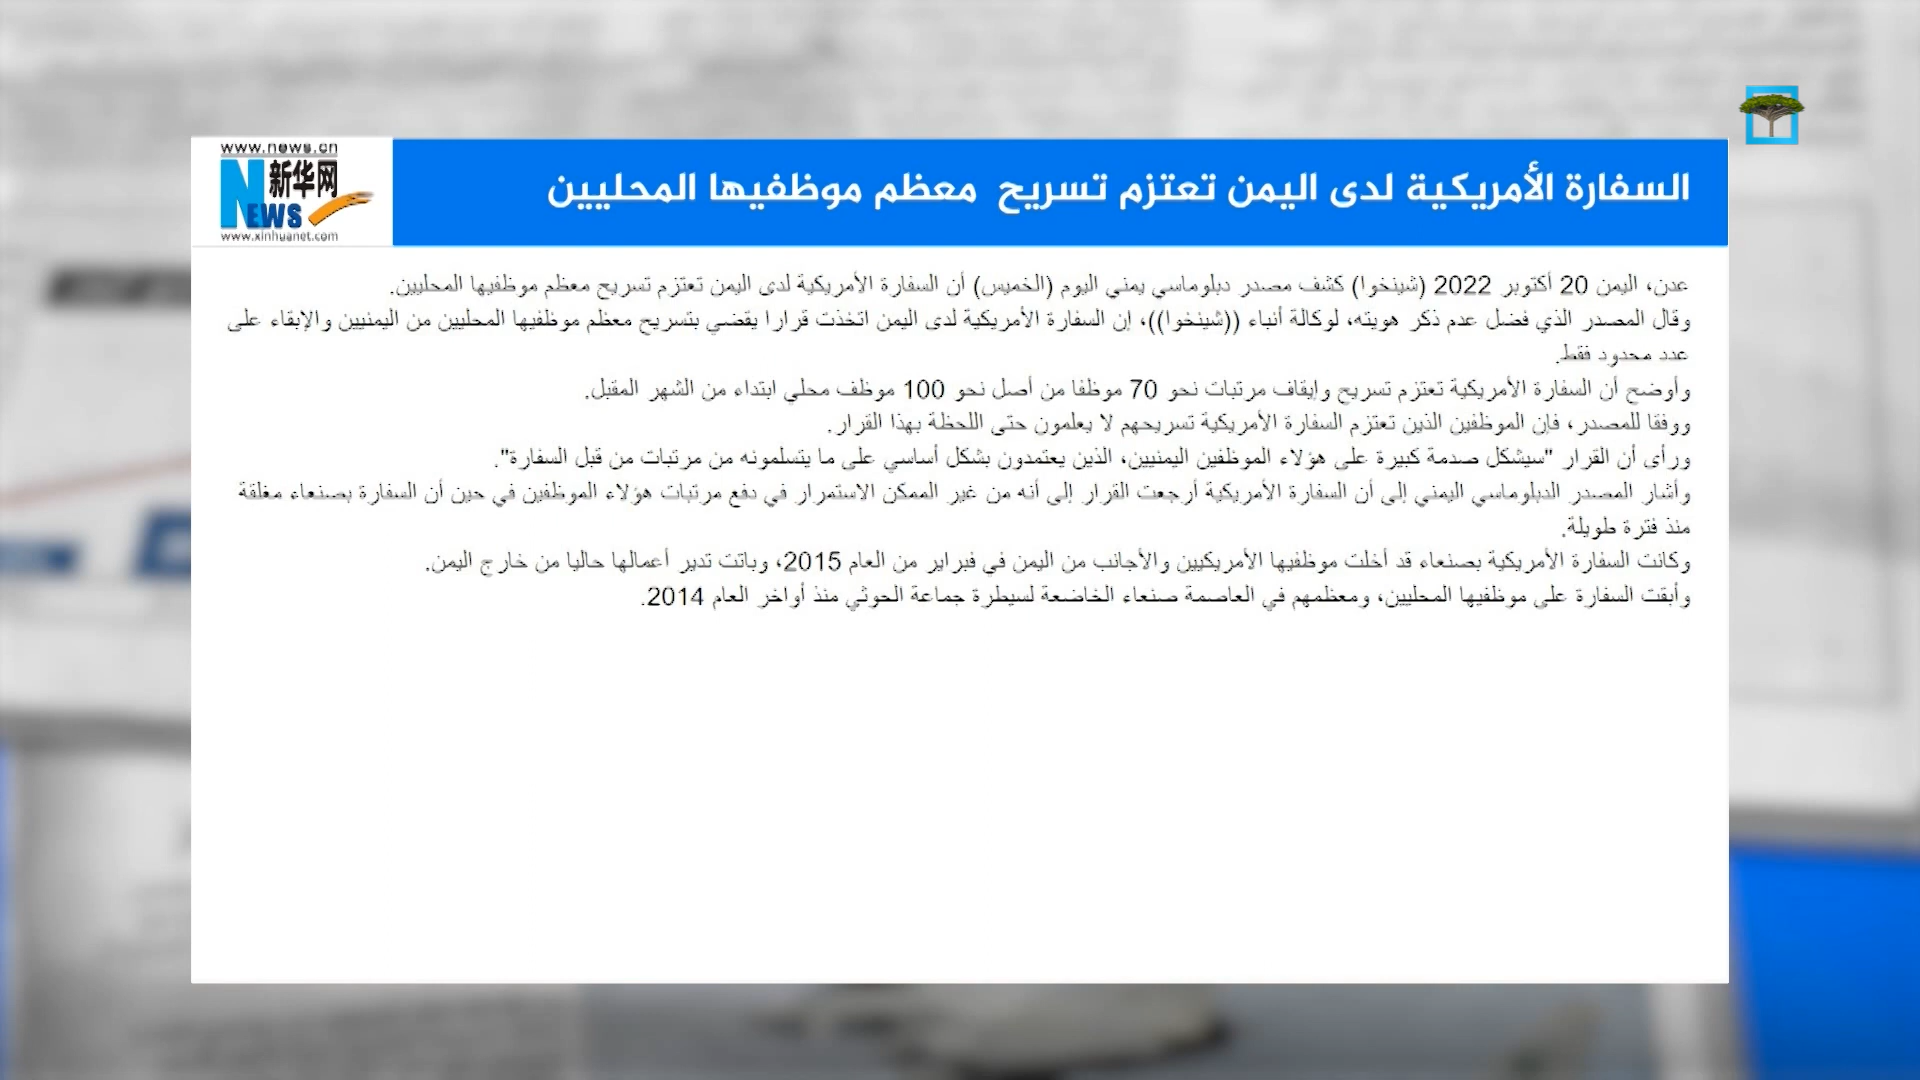 www.news.cn
新华网
NEWS
www.xinhuanet.com
السفارة الأمريكية لدى اليمن تعتزم تسريح معظم موظفيها المحليين
عدن، اليمن 20 أكتوبر 2022 (شينخوا) كشف مصدر دبلوماسي يمني اليوم (الخميس) أن السفارة الأمريكية لدى اليمن تعتزم تسريح معظم موظفيها المحليين.
وقال المصدر الذي فضل عدم ذكر هويته، لوكالة أنباء ((شينخوا))، إن السفارة الأمريكية لدى اليمن اتخذت قرارا يقضي بتسريح معظم موظفيها المحليين من اليمنيين والإبقاء على
عدد محدود فقط.
وأوضح أن السفارة الأمريكية تعتزم تسريح وإيقاف مرتبات نحو 70 موظفا من أصل نحو 100 موظف محلي ابتداء من الشهر المقبل.
ووفقا للمصدر، فإن الموظفين الذين تعتزم السفارة الأمريكية تسريحهم لا يعلمون حتى اللحظة بهذا القرار.
ورأى أن القرار "سيشكل صدمة كبيرة على هؤلاء الموظفين اليمنيين، الذين يعتمدون بشكل أساسي على ما يتسلمونه من مرتبات من قبل السفارة".
وأشار المصدر الدبلوماسي اليمني إلى أن السفارة الأمريكية أرجعت القرار إلى أنه من غير الممكن الاستمرار في دفع مرتبات هؤلاء الموظفين في حين أن السفارة بصنعاء مغلقة
منذ فترة طويلة.
وكانت السفارة الأمريكية بصنعاء قد أخلت موظفيها الأمريكيين والأجانب من اليمن في فبراير من العام 2015، وباتت تدير أعمالها حاليا من خارج اليمن.
وأبقت السفارة على موظفيها المحليين، ومعظمهم في العاصمة صنعاء الخاضعة لسيطرة جماعة الحوثي منذ أواخر العام 2014.